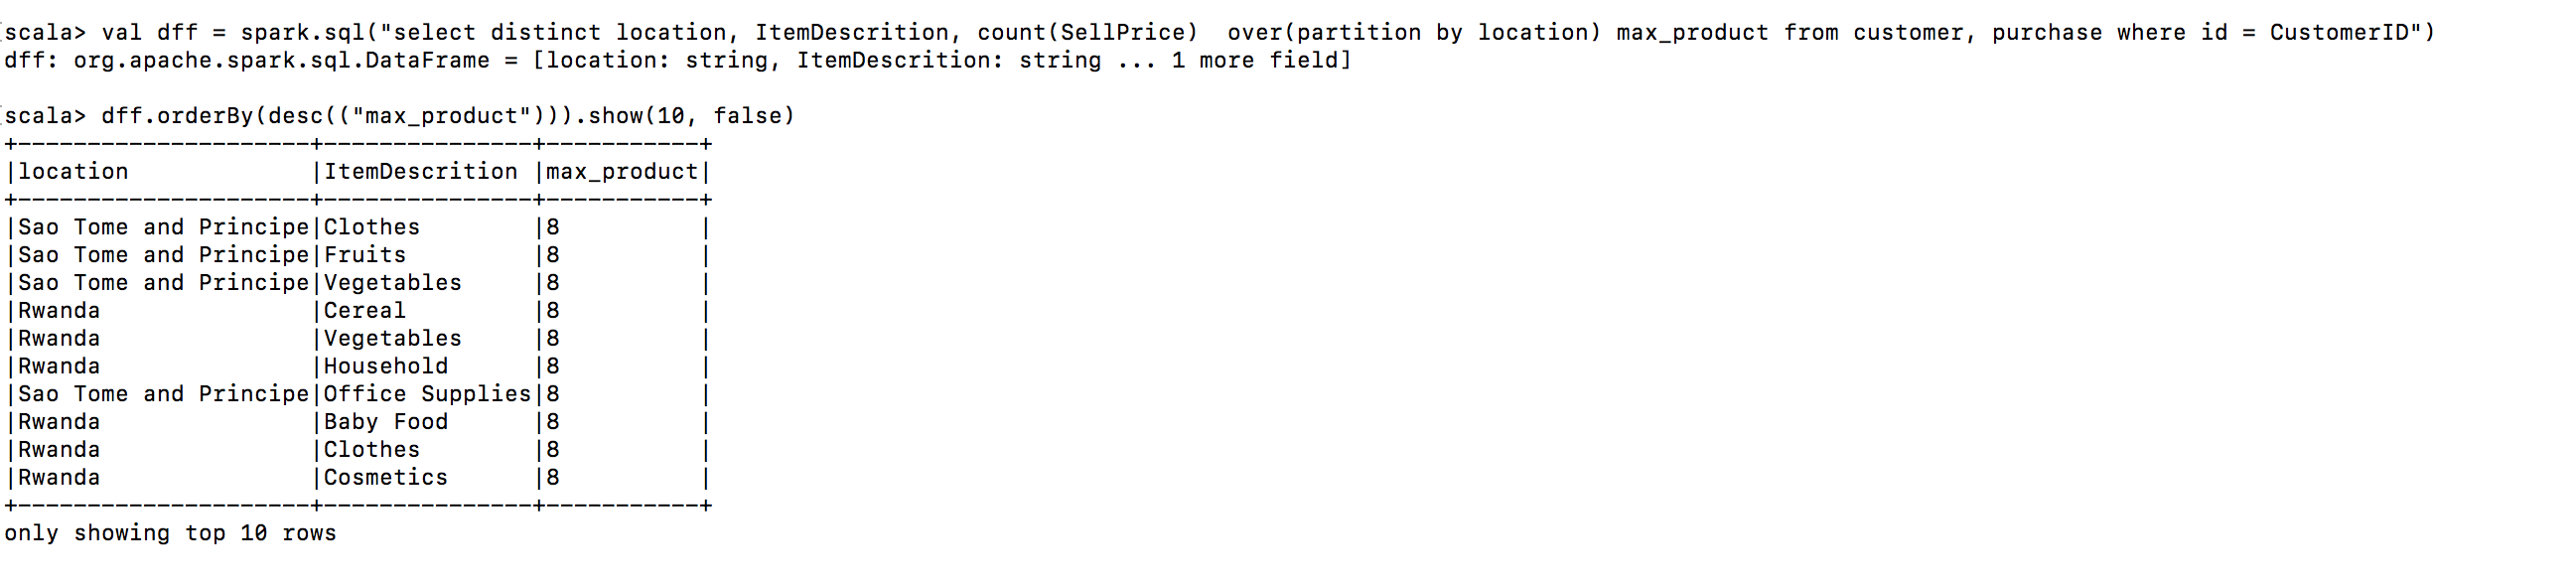 scala> val dff = spark.sql("select distinct location, ItemDescrition, count(SellPrice)  over(partition by location) max_product from customer, purchase where id = CustomerID")
dff: org.apache.spark.sql.DataFrame = [location: string, ItemDescrition: string ... 1 more field]
scala> dff.orderBy(desc(("max_product"))).show(10, false)
+---------------------+---------------+-----------+
|location             |ItemDescrition |max_product|
+---------------------+---------------+-----------+
|Sao Tome and Principe|Clothes        |8          |
|Sao Tome and Principe|Fruits         |8          |
|Sao Tome and Principe|Vegetables     |8          |
|Rwanda               |Cereal         |8          |
|Rwanda               |Vegetables     |8          |
|Rwanda               |Household      |8          |
|Sao Tome and Principe|Office Supplies|8          |
|Rwanda               |Baby Food      |8          |
|Rwanda               |Clothes        |8          |
|Rwanda               |Cosmetics      |8          |
+---------------------+---------------+-----------+
only showing top 10 rows